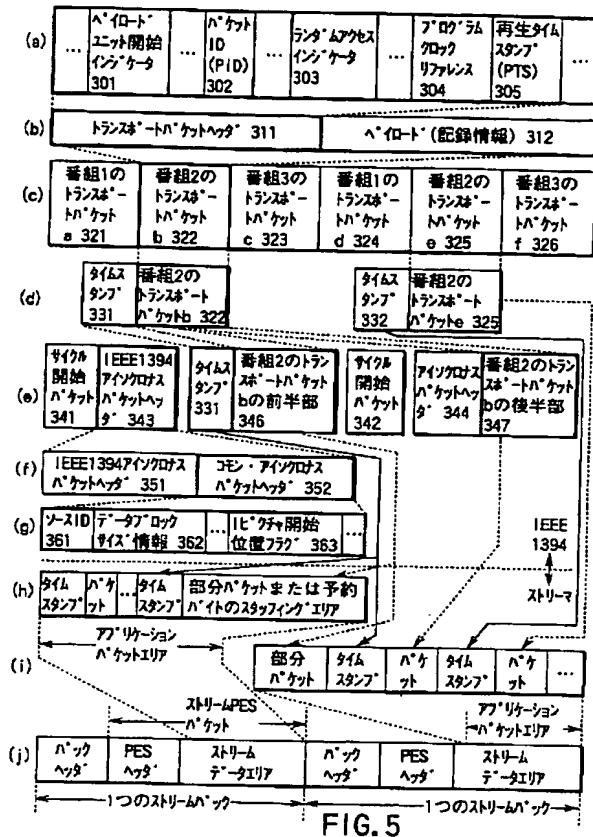 (a)
… ペイロード ユニット開始 インジケータ 301 … パケット ID (PID) 302 … ランダムアクセス インジケータ 303 … プログラム クロック リファレンス 304 再生タイム スタンプ (PTS) 305 …
(b)
トランスポートパケットヘッダ 311 ペイロード(記録情報) 312
(c)
番組1の トランスポー トパケット a 321
番組2の トランスポー トパケット b 322
番組3の トランスポー トパケット c 323
番組1の トランスポー トパケット d 324
番組2の トランスポー トパケット e 325
番組3の トランスポー トパケット f 326
(d)
タイムス タンプ 331
番組2の トランスポート パケットb 322
タイムス タンプ 332
番組2の トランスポート パケットe 325
(e)
サイクル 開始 パケット 341
IEEE1394 アイソクロナス パケットヘッ ダ 343
タイムス タンプ 331
番組2のトラン スポートパケット bの前半部 346
サイクル 開始 パケット 342
アイソクロナス パケットヘッ ダ 344
番組2のトラン スポートパケット bの後半部 347
(f)
IEEE1394アイソクロナス パケットヘッダ 351
コモン・アイソクロナス パケットヘッダ 352
(g)
ソースID 361
データブロック サイズ情報 362
…
Iピクチャ開始 位置フラグ 363
…
IEEE 1394
ストリーマ
(h)
タイム スタンプ パケッ ト … タイム スタンプ 部分パケットまたは予約 バイトのスタッフィングエリア
アプリケーション パケットエリア
(i)
部分 パケット タイム スタンプ パケッ ト タイム スタンプ パケッ ト …
ストリームPES パケット
アプリケーション パケットエリア
(j)
パック ヘッダ PES ヘッダ ストリーム データエリア パック ヘッダ PES ヘッダ ストリーム データエリア
1つのストリームパック 1つのストリームパック
FIG.5